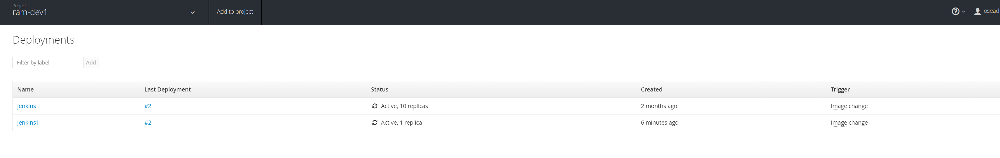 Project
ram-dev1
Add to project
Deployments
Filter by label Add
Name Last Deployment Status Created Trigger
jenkins #2 Active, 10 replicas 2 months ago Image change
jenkins1 #2 Active, 1 replica 6 minutes ago Image change